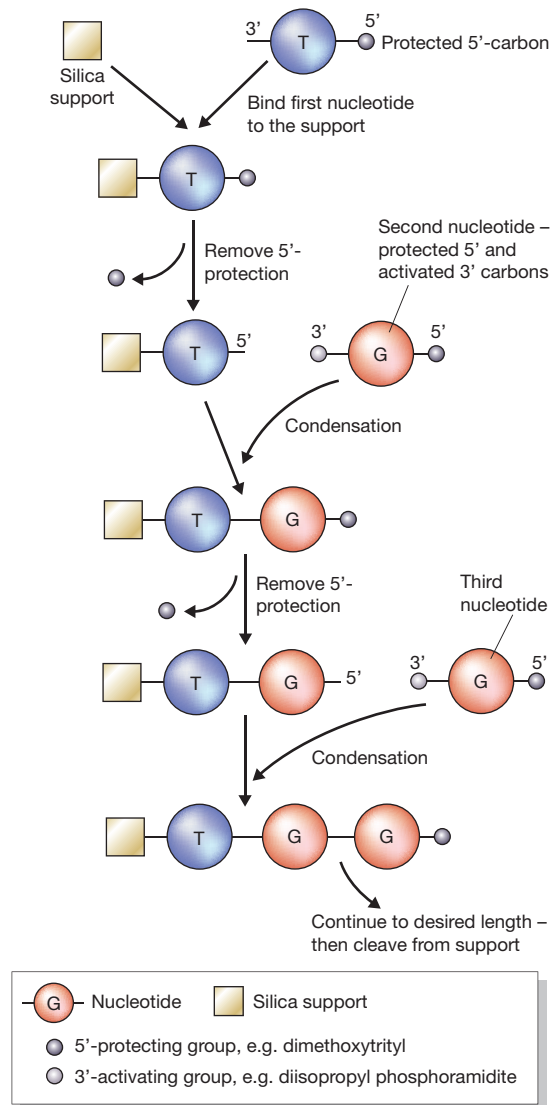 3’
5’
T
Protected 5’-carbon
Silica
support
Bind first nucleotide
to the support
T
Second nucleotide –
protected 5’ and
activated 3’ carbons
Remove 5’-
protection
T
5’
3’
G
5’
Condensation
T
G
Remove 5’-
protection
Third
nucleotide
T
G
5’
3’
G
5’
Condensation
T
G
G
Continue to desired length –
then cleave from support
G
Nucleotide
Silica support
5’-protecting group, e.g. dimethoxytrityl
3’-activating group, e.g. diisopropyl phosphoramidite